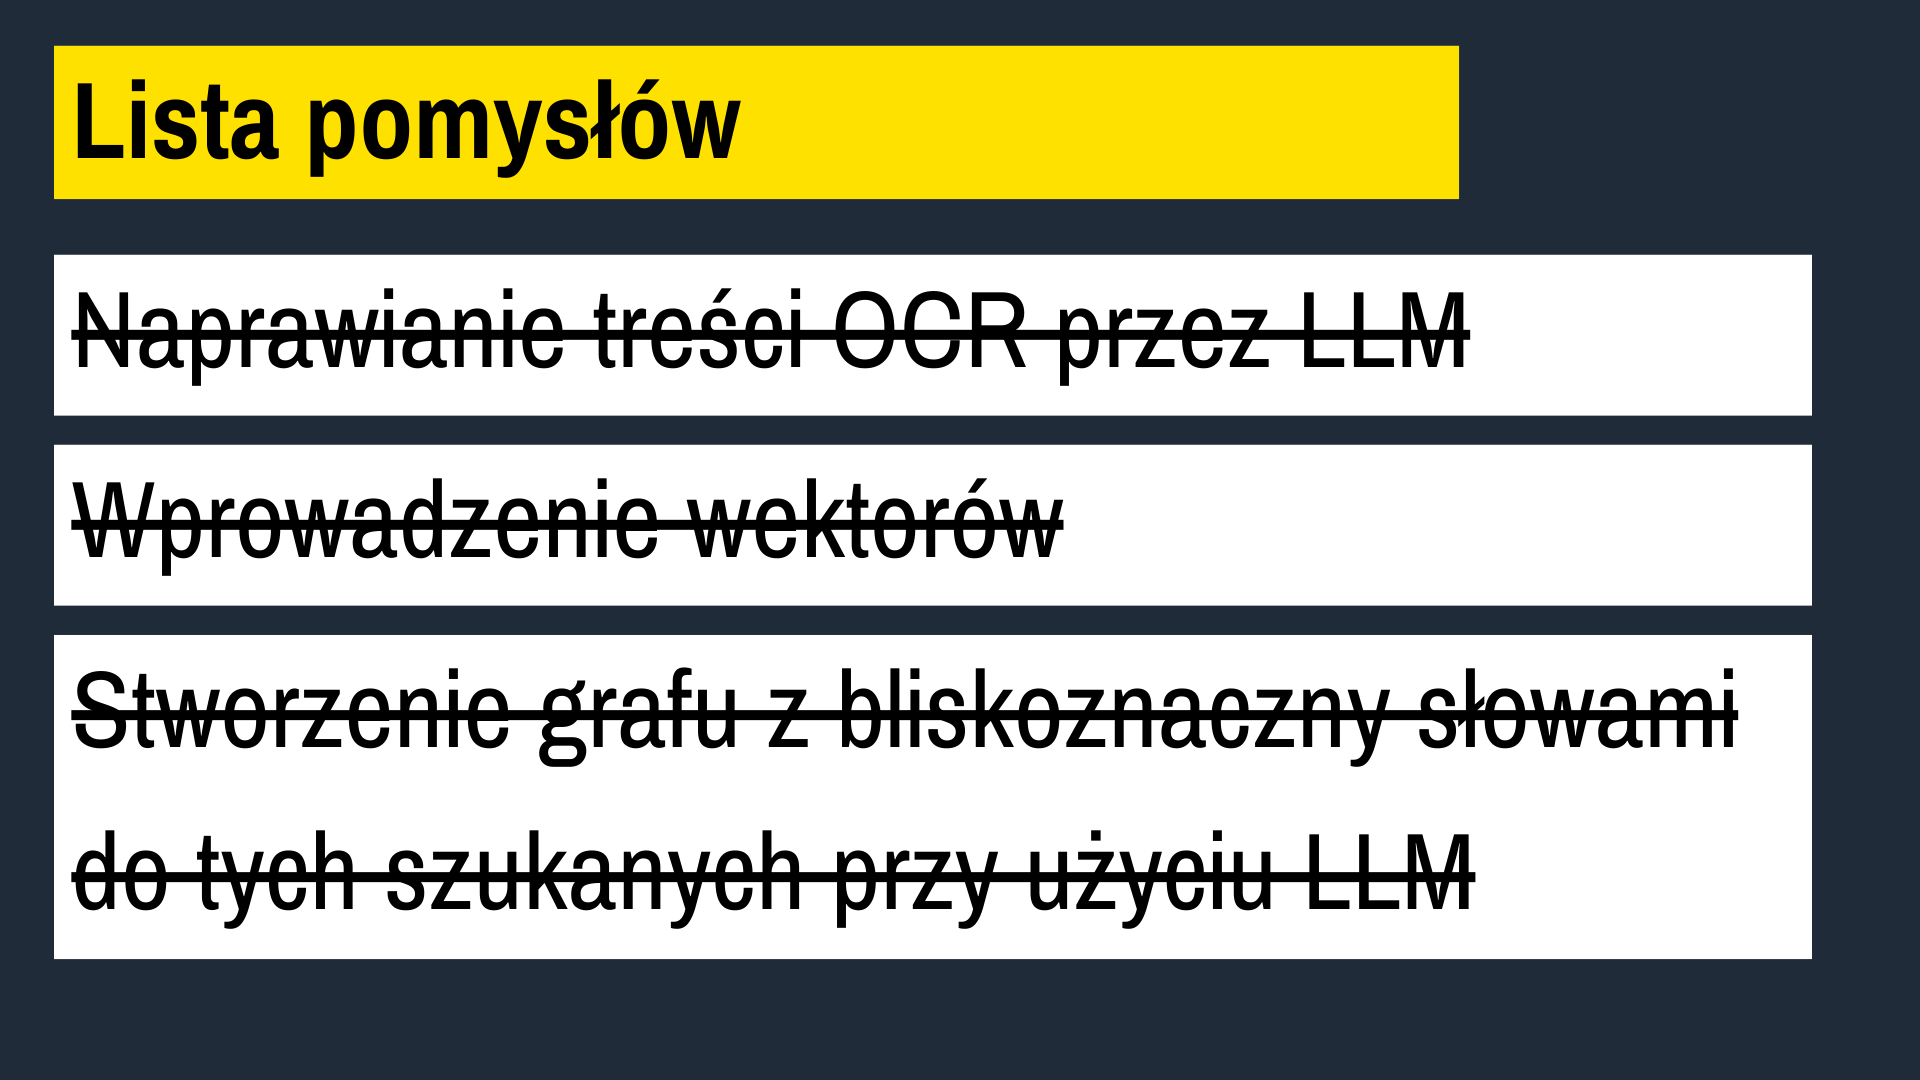 Lista pomysłów
Naprawianie treści OCR przez LLM
Wprowadzenie wektorów
Stworzenie grafu z bliskoznaczny słowami
do tych szukanych przy użyciu LLM